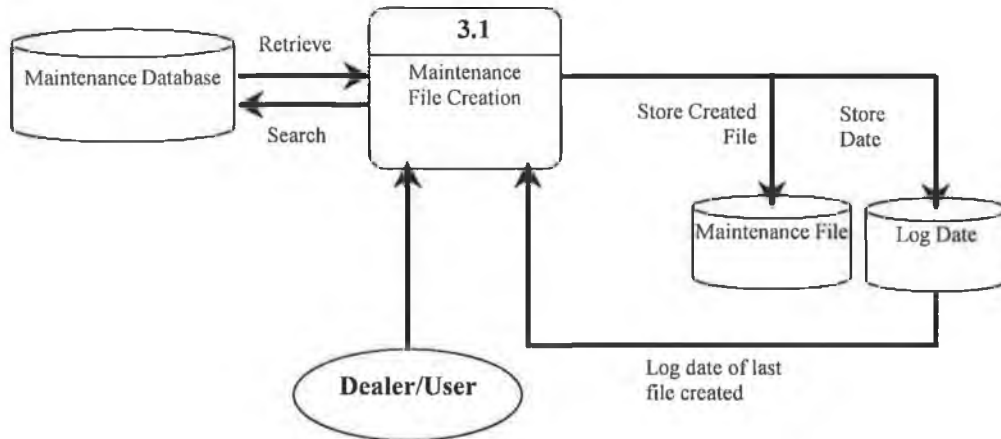 3.1
Maintenance
File Creation
Retrieve
Maintenance Database
Search
Store Created
File
Store
Date
Maintenance File
Log Date
Dealer/User
Log date of last
file created